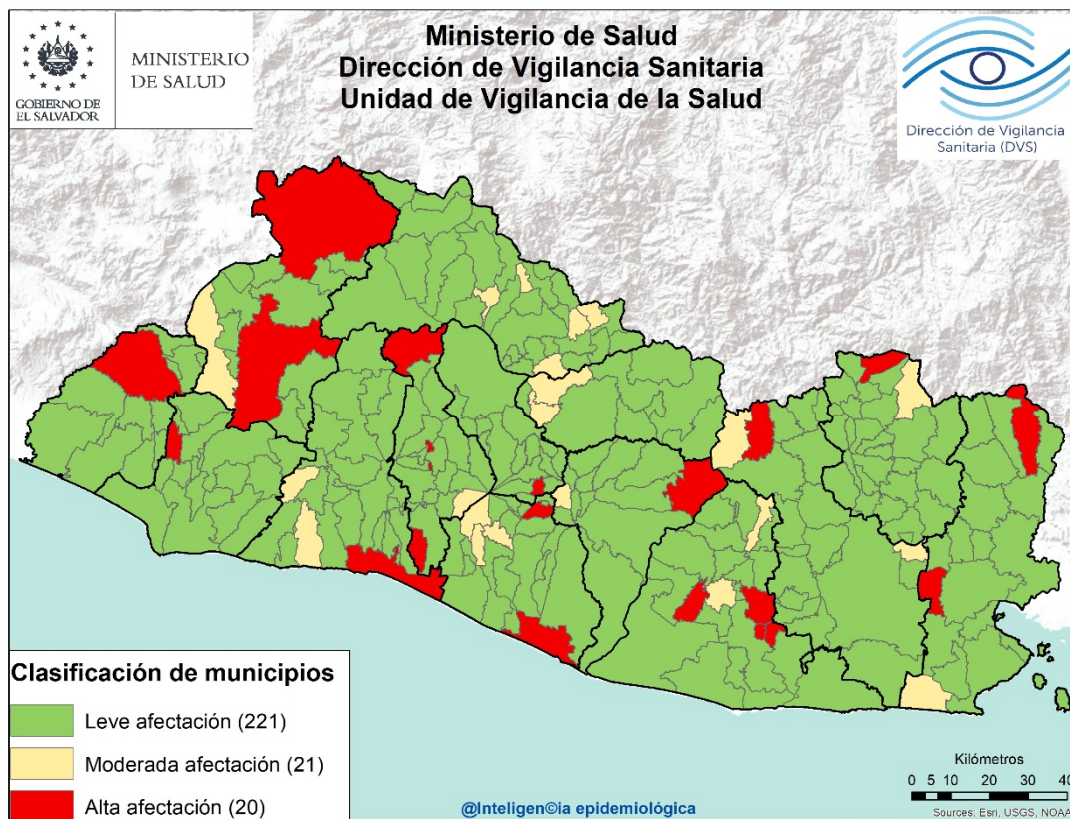 GOBIERNO DE
EL SALVADOR
MINISTERIO
DE SALUD
Ministerio de Salud
Dirección de Vigilancia Sanitaria
Unidad de Vigilancia de la Salud
Dirección de Vigilancia
Sanitaria (DVS)
Clasificación de municipios
Leve afectación (221)
Moderada afectación (21)
Alta afectación (20)
@Inteligen©ia epidemiológica
Kilómetros
0 5 10 20 30 40
Sources: Esri, USGS, NOAA